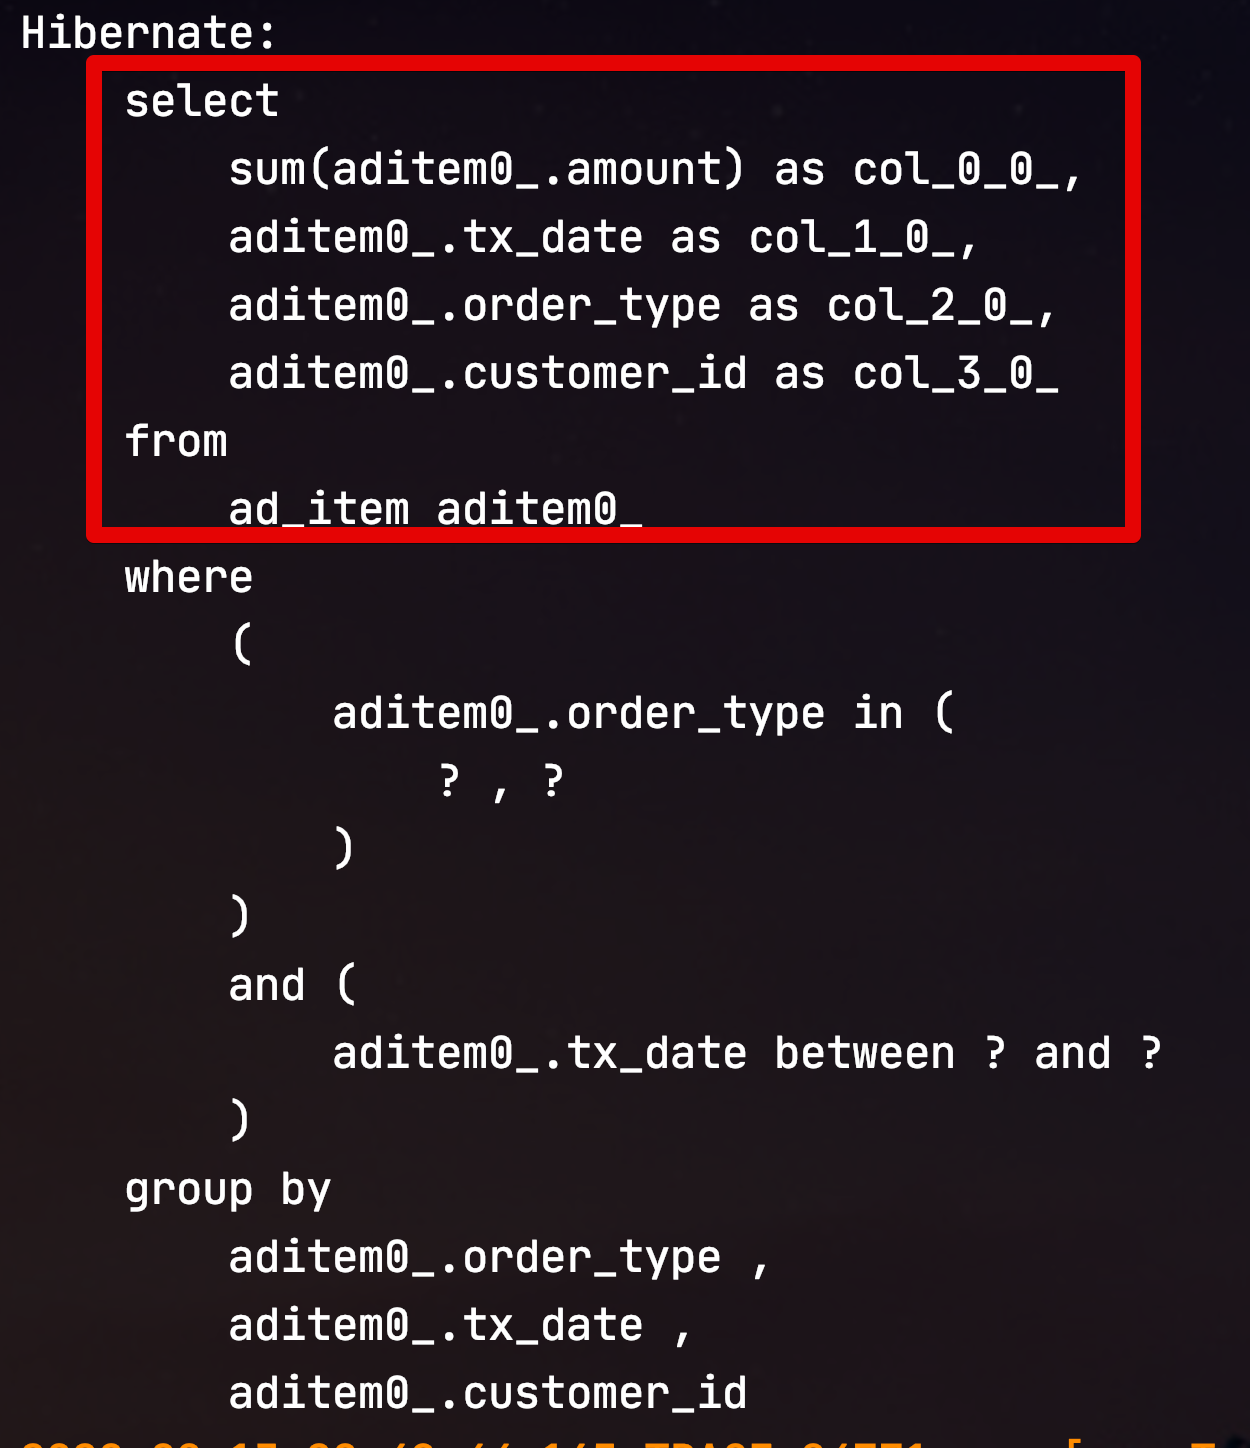 Hibernate:
select
sum(aditem0_.amount) as col_0_0_,
aditem0_.tx_date as col_1_0_,
aditem0_.order_type as col_2_0_,
aditem0_.customer_id as col_3_0_
from
ad_item aditem0_
where
(
aditem0_.order_type in (
? , ?
)
)
and (
aditem0_.tx_date between ? and ?
)
group by
aditem0_.order_type ,
aditem0_.tx_date ,
aditem0_.customer_id